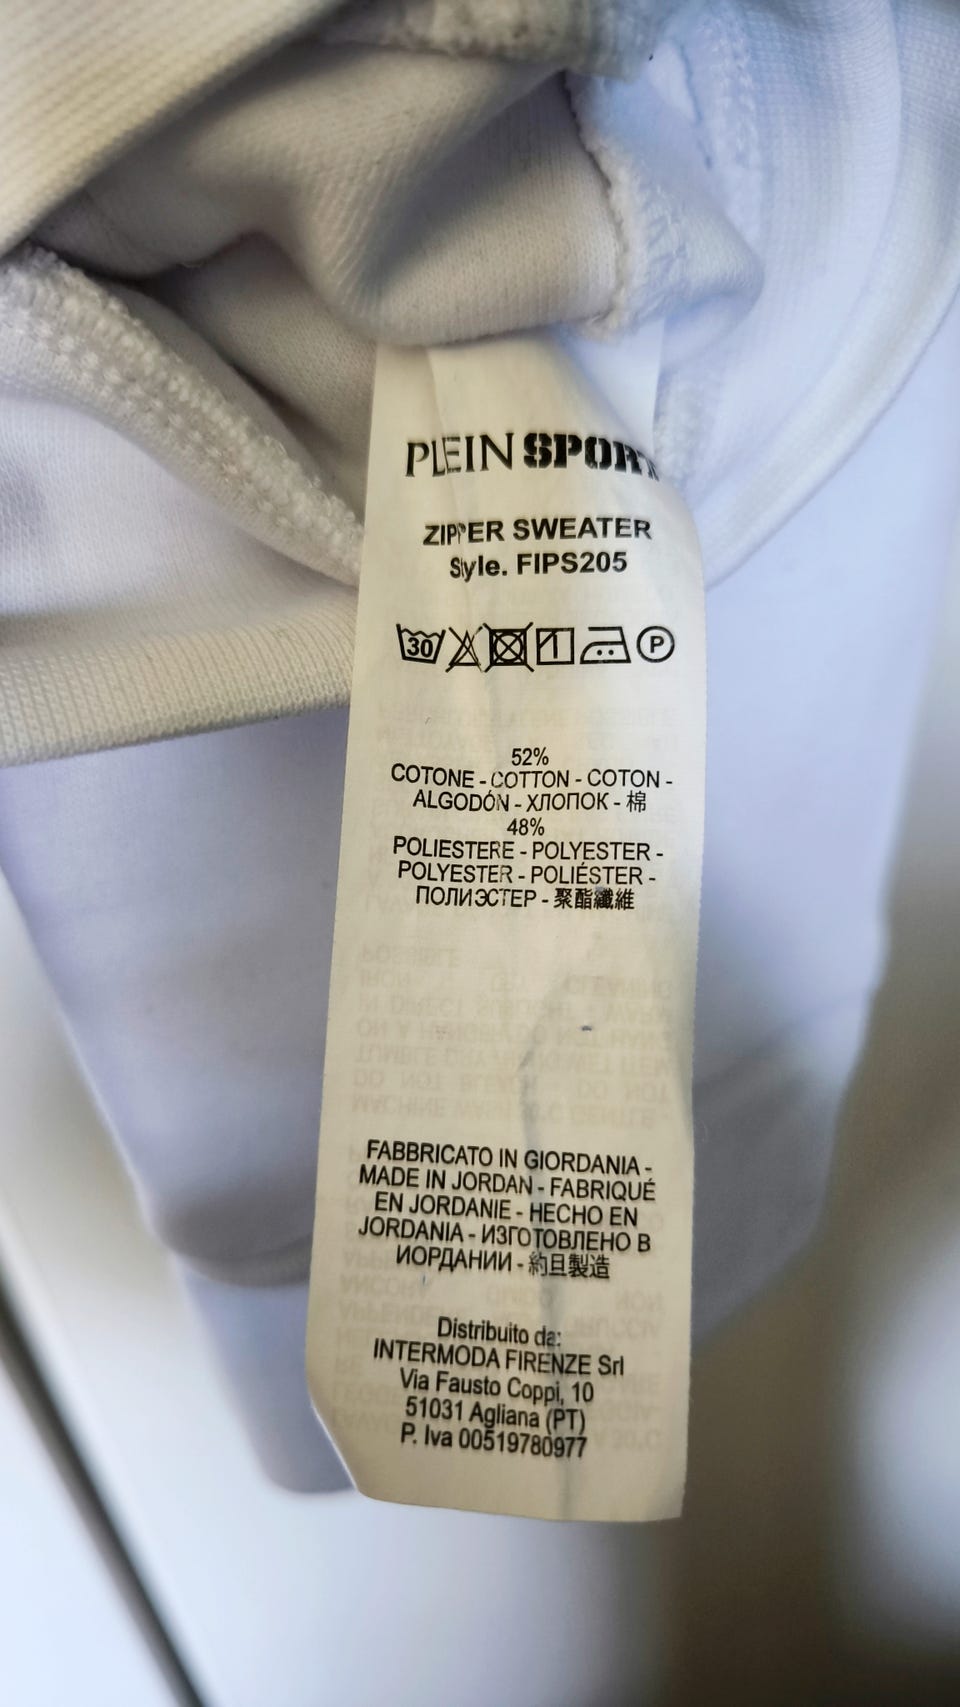 PLEIN SPORT
ZIPPER SWEATER
Style. FIPS205
30 P
52%
COTONE - COTTON - COTON -
ALGODÓN - ХЛОПОК - 棉
48%
POLIESTERE - POLYESTER -
POLYESTER - POLIÉSTER -
ПОЛИЭСТЕР - 聚酯纖維
FABBRICATO IN GIORDANIA -
MADE IN JORDAN - FABRIQUÉ
EN JORDANIE - HECHO EN
JORDANIA - ИЗГОТОВЛЕНО В
ИОРДАНИИ - 約旦製造
Distribuito da:
INTERMODA FIRENZE Srl
Via Fausto Coppi, 10
51031 Agliana (PT)
P. Iva 00519780977